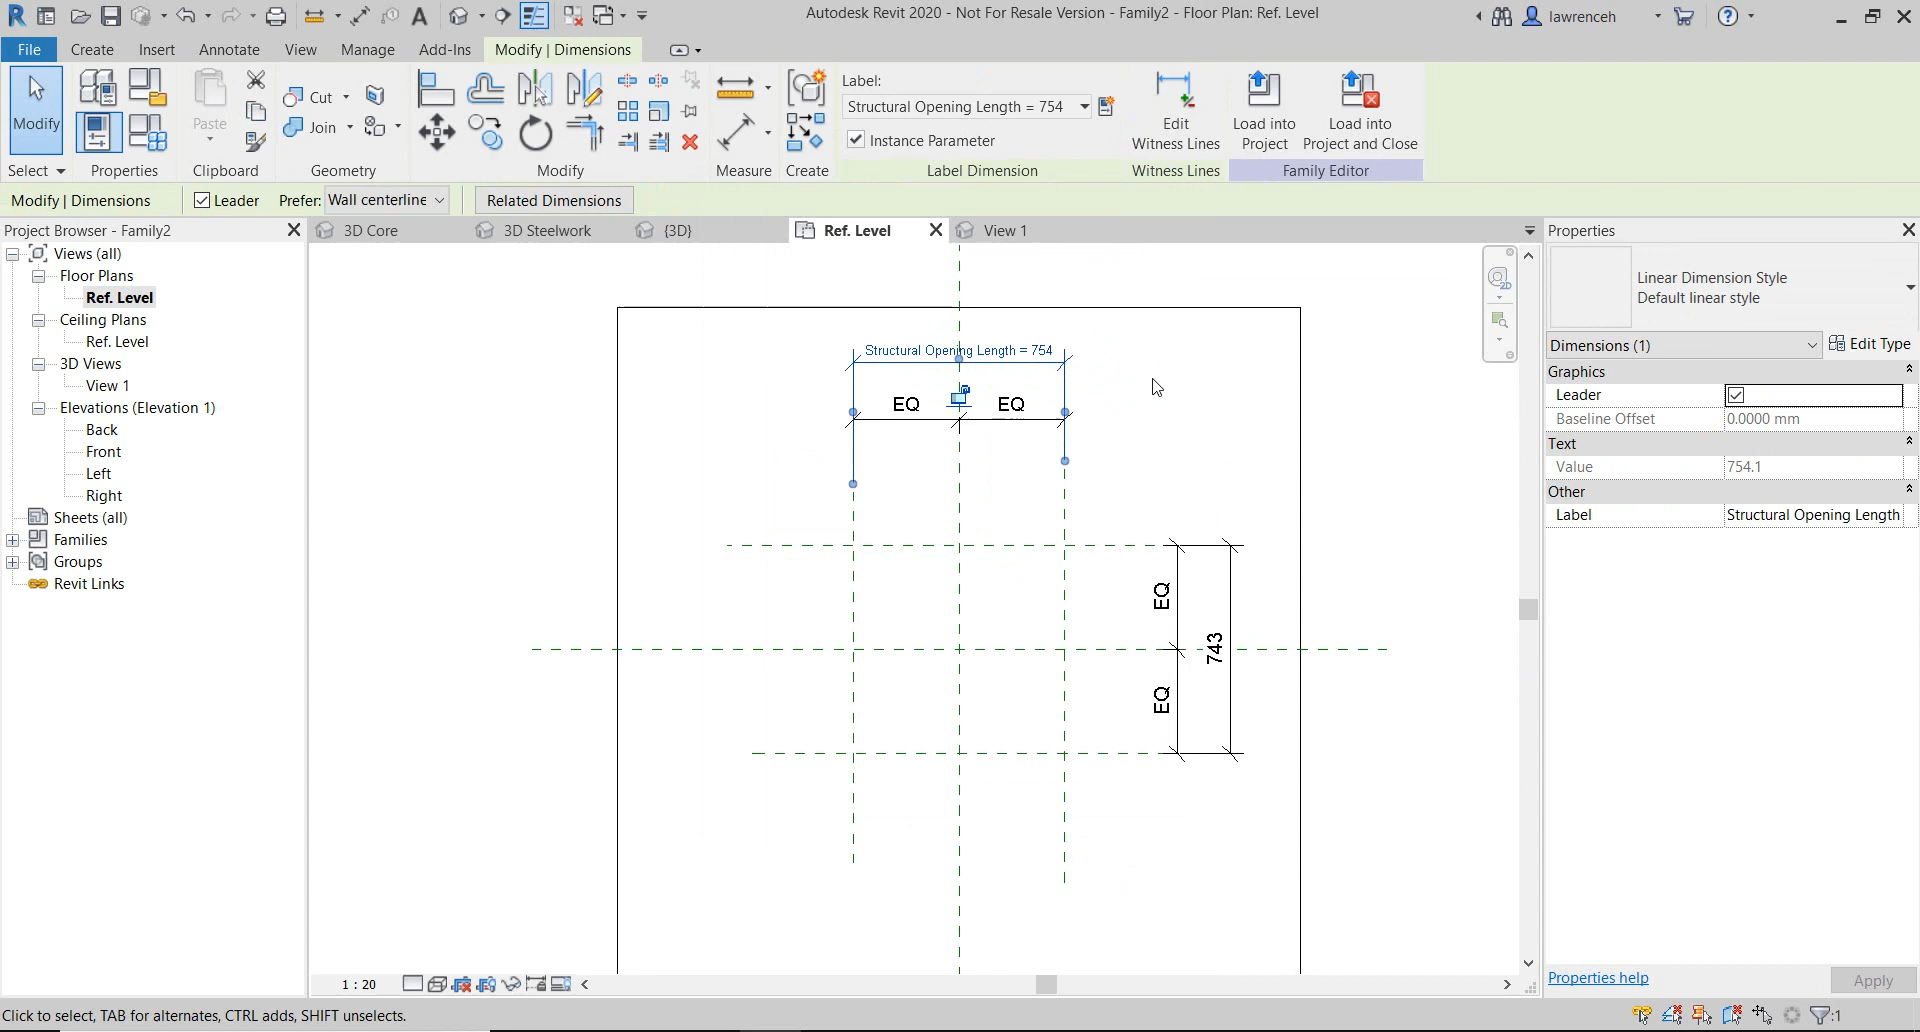 Autodesk Revit 2020 - Not For Resale Version - Family2 - Floor Plan: Ref. Level
lawrenceh
File Create Insert Annotate View Manage Add-Ins Modify | Dimensions
Modify
Paste
Cut
Join
Label:
Structural Opening Length = 754
Instance Parameter
Edit
Witness Lines
Load into
Project
Load into
Project and Close
Select Properties Clipboard Geometry Modify Measure Create Label Dimension Witness Lines Family Editor
Modify | Dimensions Leader Prefer: Wall centerline Related Dimensions
Project Browser - Family2
3D Core 3D Steelwork {3D} Ref. Level View 1
Properties
Views (all)
Floor Plans
Ref. Level
Ceiling Plans
Ref. Level
3D Views
View 1
Elevations (Elevation 1)
Back
Front
Left
Right
Sheets (all)
Families
Groups
Revit Links
2D
Structural Opening Length = 754
EQ EQ
EQ
743
EQ
Linear Dimension Style
Default linear style
Dimensions (1) Edit Type
Graphics
Leader
Baseline Offset 0.0000 mm
Text
Value 754.1
Other
Label Structural Opening Length
Properties help Apply
1 : 20
Click to select, TAB for alternates, CTRL adds, SHIFT unselects.
:1